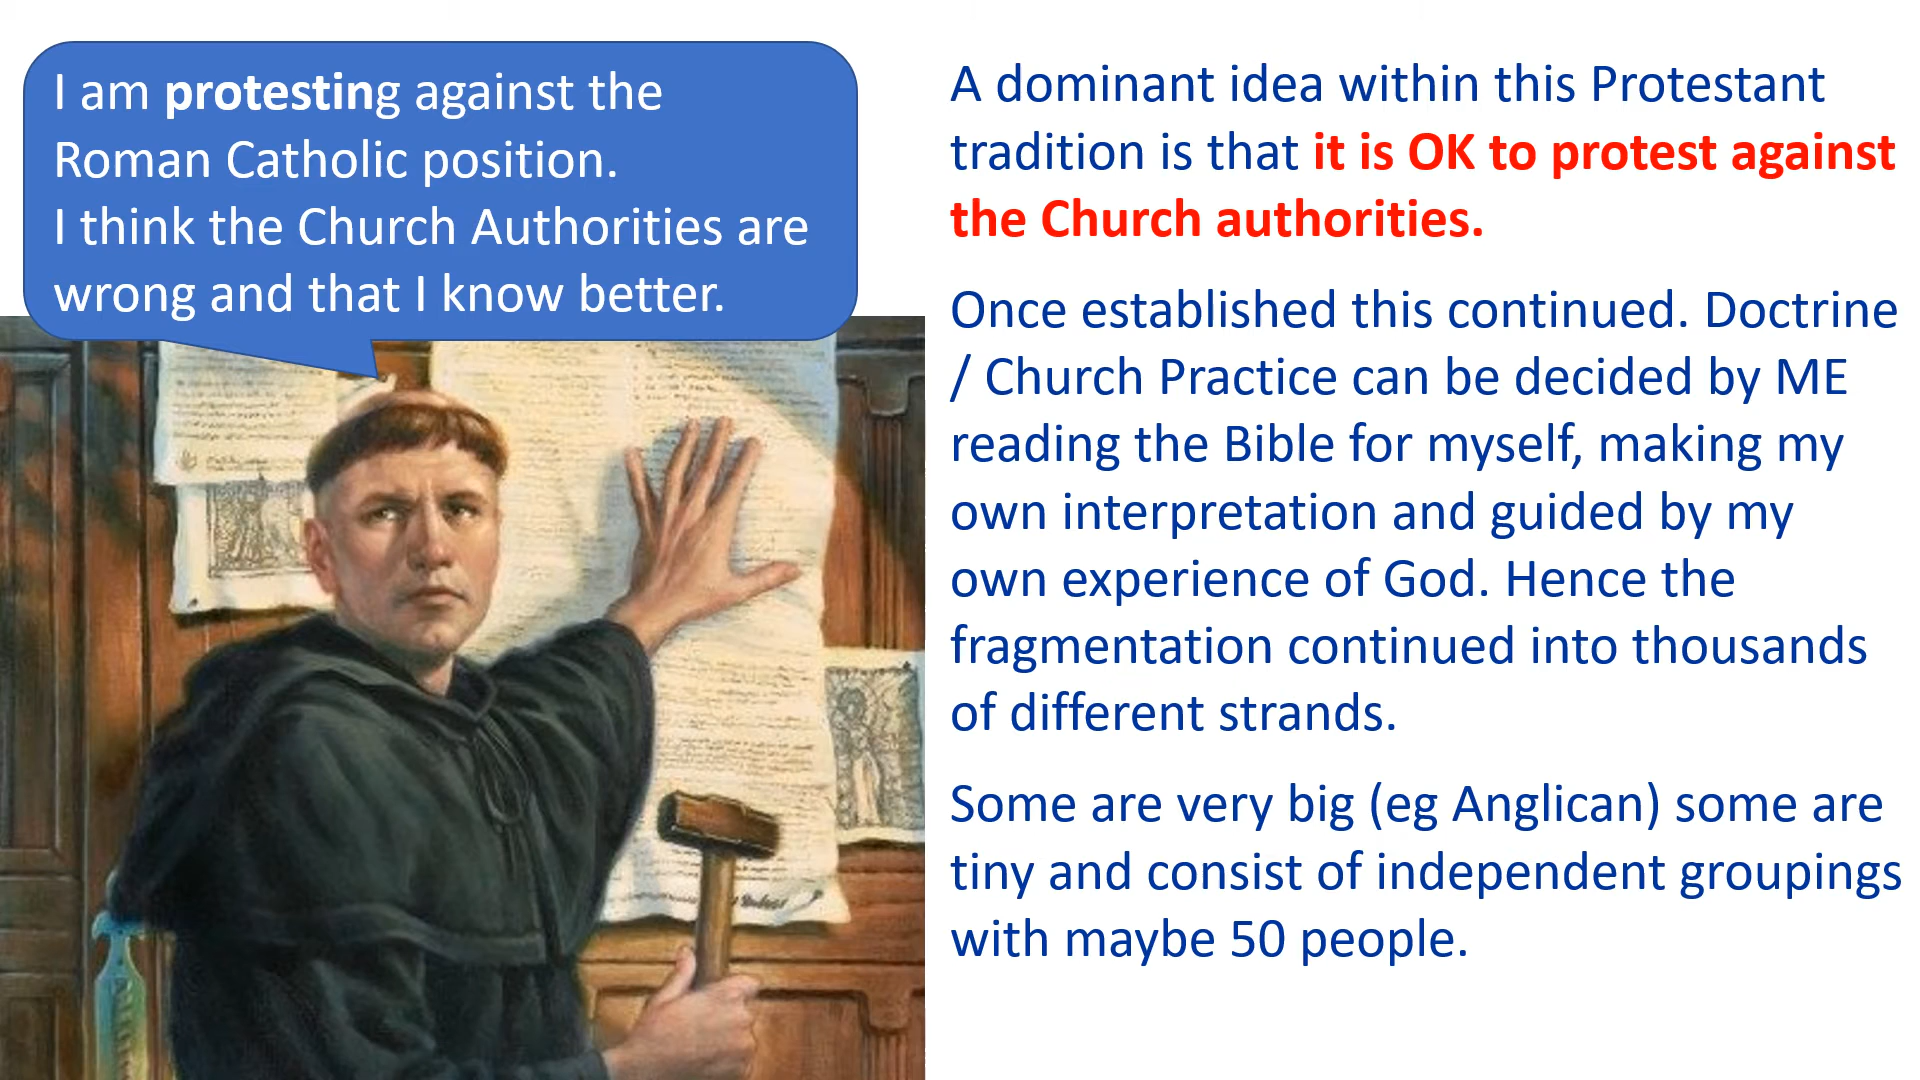 I am protesting against the
Roman Catholic position.
I think the Church Authorities are
wrong and that I know better.
A dominant idea within this Protestant
tradition is that it is OK to protest against
the Church authorities.
Once established this continued. Doctrine
/ Church Practice can be decided by ME
reading the Bible for myself, making my
own interpretation and guided by my
own experience of God. Hence the
fragmentation continued into thousands
of different strands.
Some are very big (eg Anglican) some are
tiny and consist of independent groupings
with maybe 50 people.